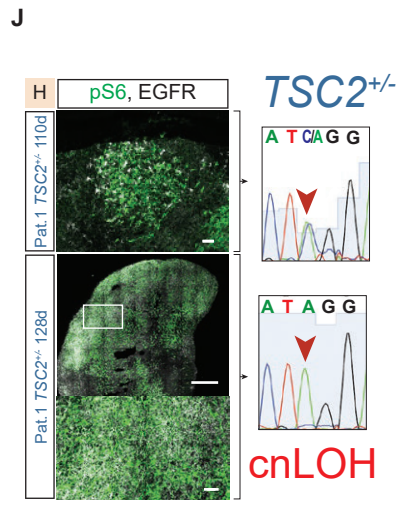 J
H
pS6, EGFR
TSC2+/-
Pat.1 TSC2+/- 110d
A T C/A G G
Pat.1 TSC2+/- 128d
A T A G G
cnLOH